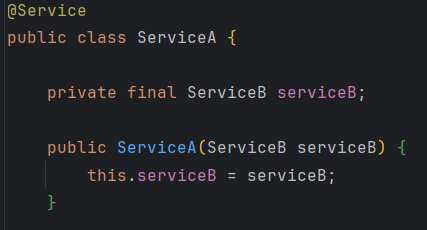 @Service
public class ServiceA {
private final ServiceB serviceB;
public ServiceA(ServiceB serviceB) {
this.serviceB = serviceB;
}